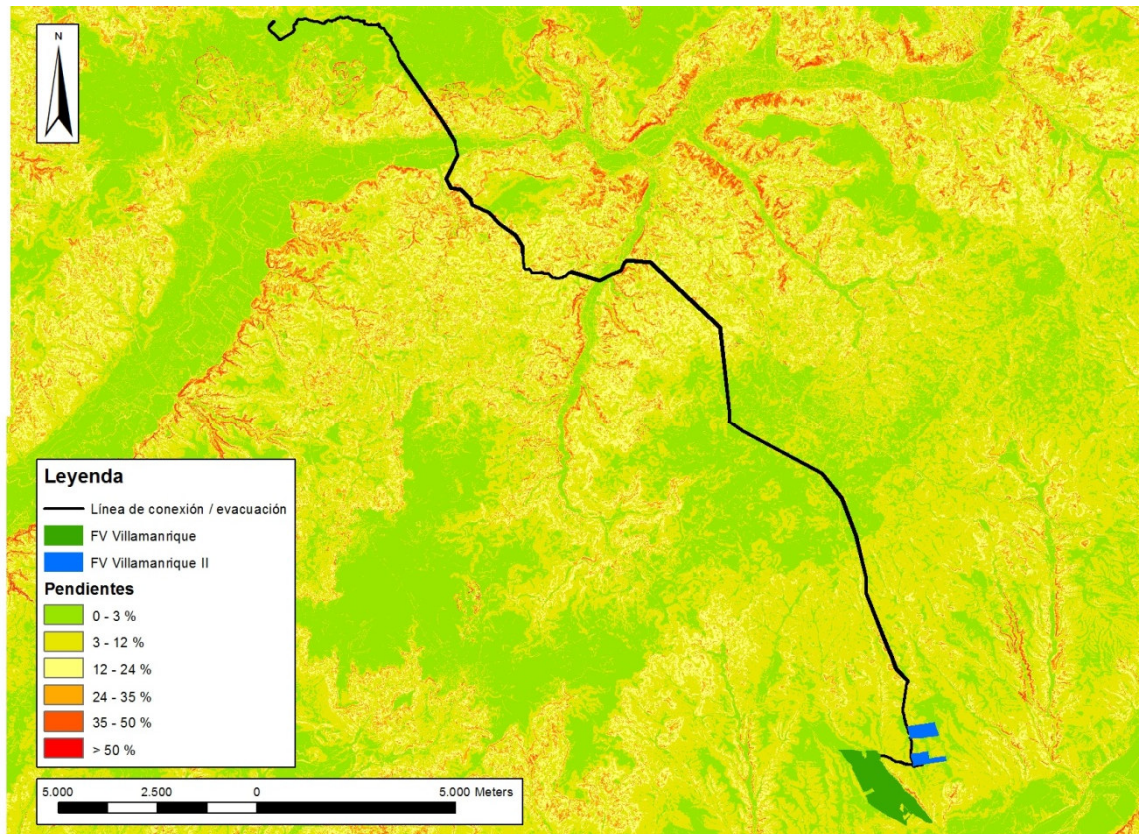 N
Leyenda
Línea de conexión / evacuación
FV Villamanrique
FV Villamanrique II
Pendientes
0 - 3 %
3 - 12 %
12 - 24 %
24 - 35 %
35 - 50 %
> 50 %
5.000 2.500 0 5.000 Meters